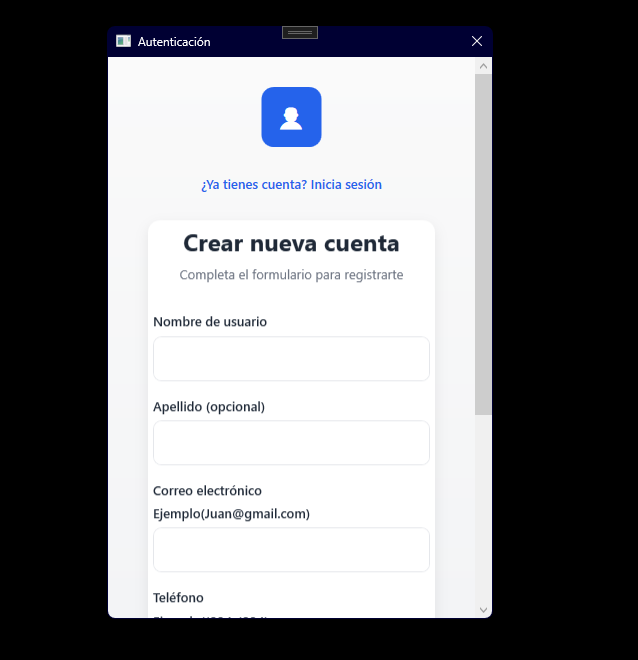 Autenticación
¿Ya tienes cuenta? Inicia sesión
Crear nueva cuenta
Completa el formulario para registrarte
Nombre de usuario
Apellido (opcional)
Correo electrónico
Ejemplo(Juan@gmail.com)
Teléfono